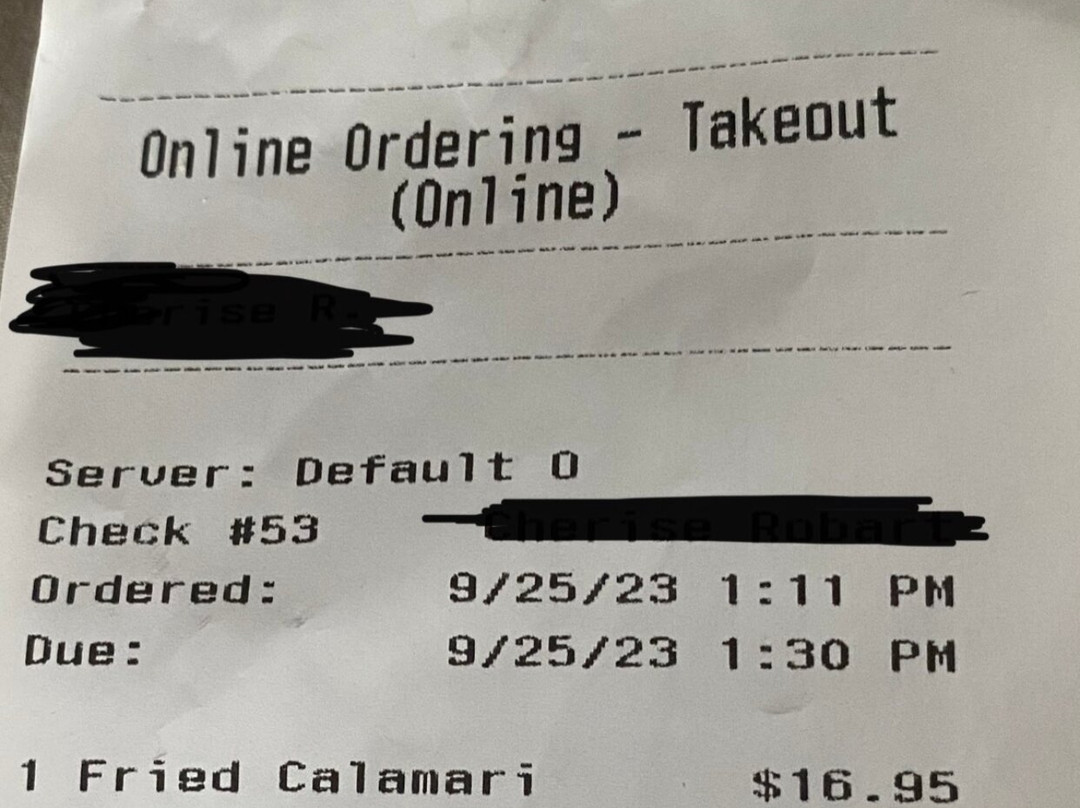 Online Ordering - Takeout
(Online)
Server: Default O
Check #53
Ordered: 9/25/23 1:11 PM
Due: 9/25/23 1:30 PM
1 Fried Calamari $16.95